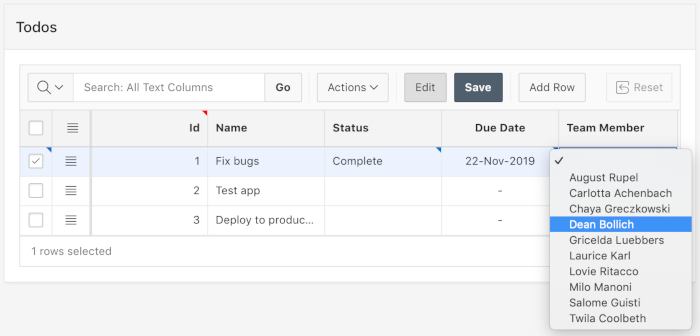 Todos
Search: All Text Columns Go Actions Edit Save Add Row Reset
Id Name Status Due Date Team Member
1 Fix bugs Complete 22-Nov-2019
2 Test app -
3 Deploy to produc... -
1 rows selected
August Rupel
Carlotta Achenbach
Chaya Greczkowski
Dean Bollich
Gricelda Luebbers
Laurice Karl
Lovie Ritacco
Milo Manoni
Salome Guisti
Twila Coolbeth